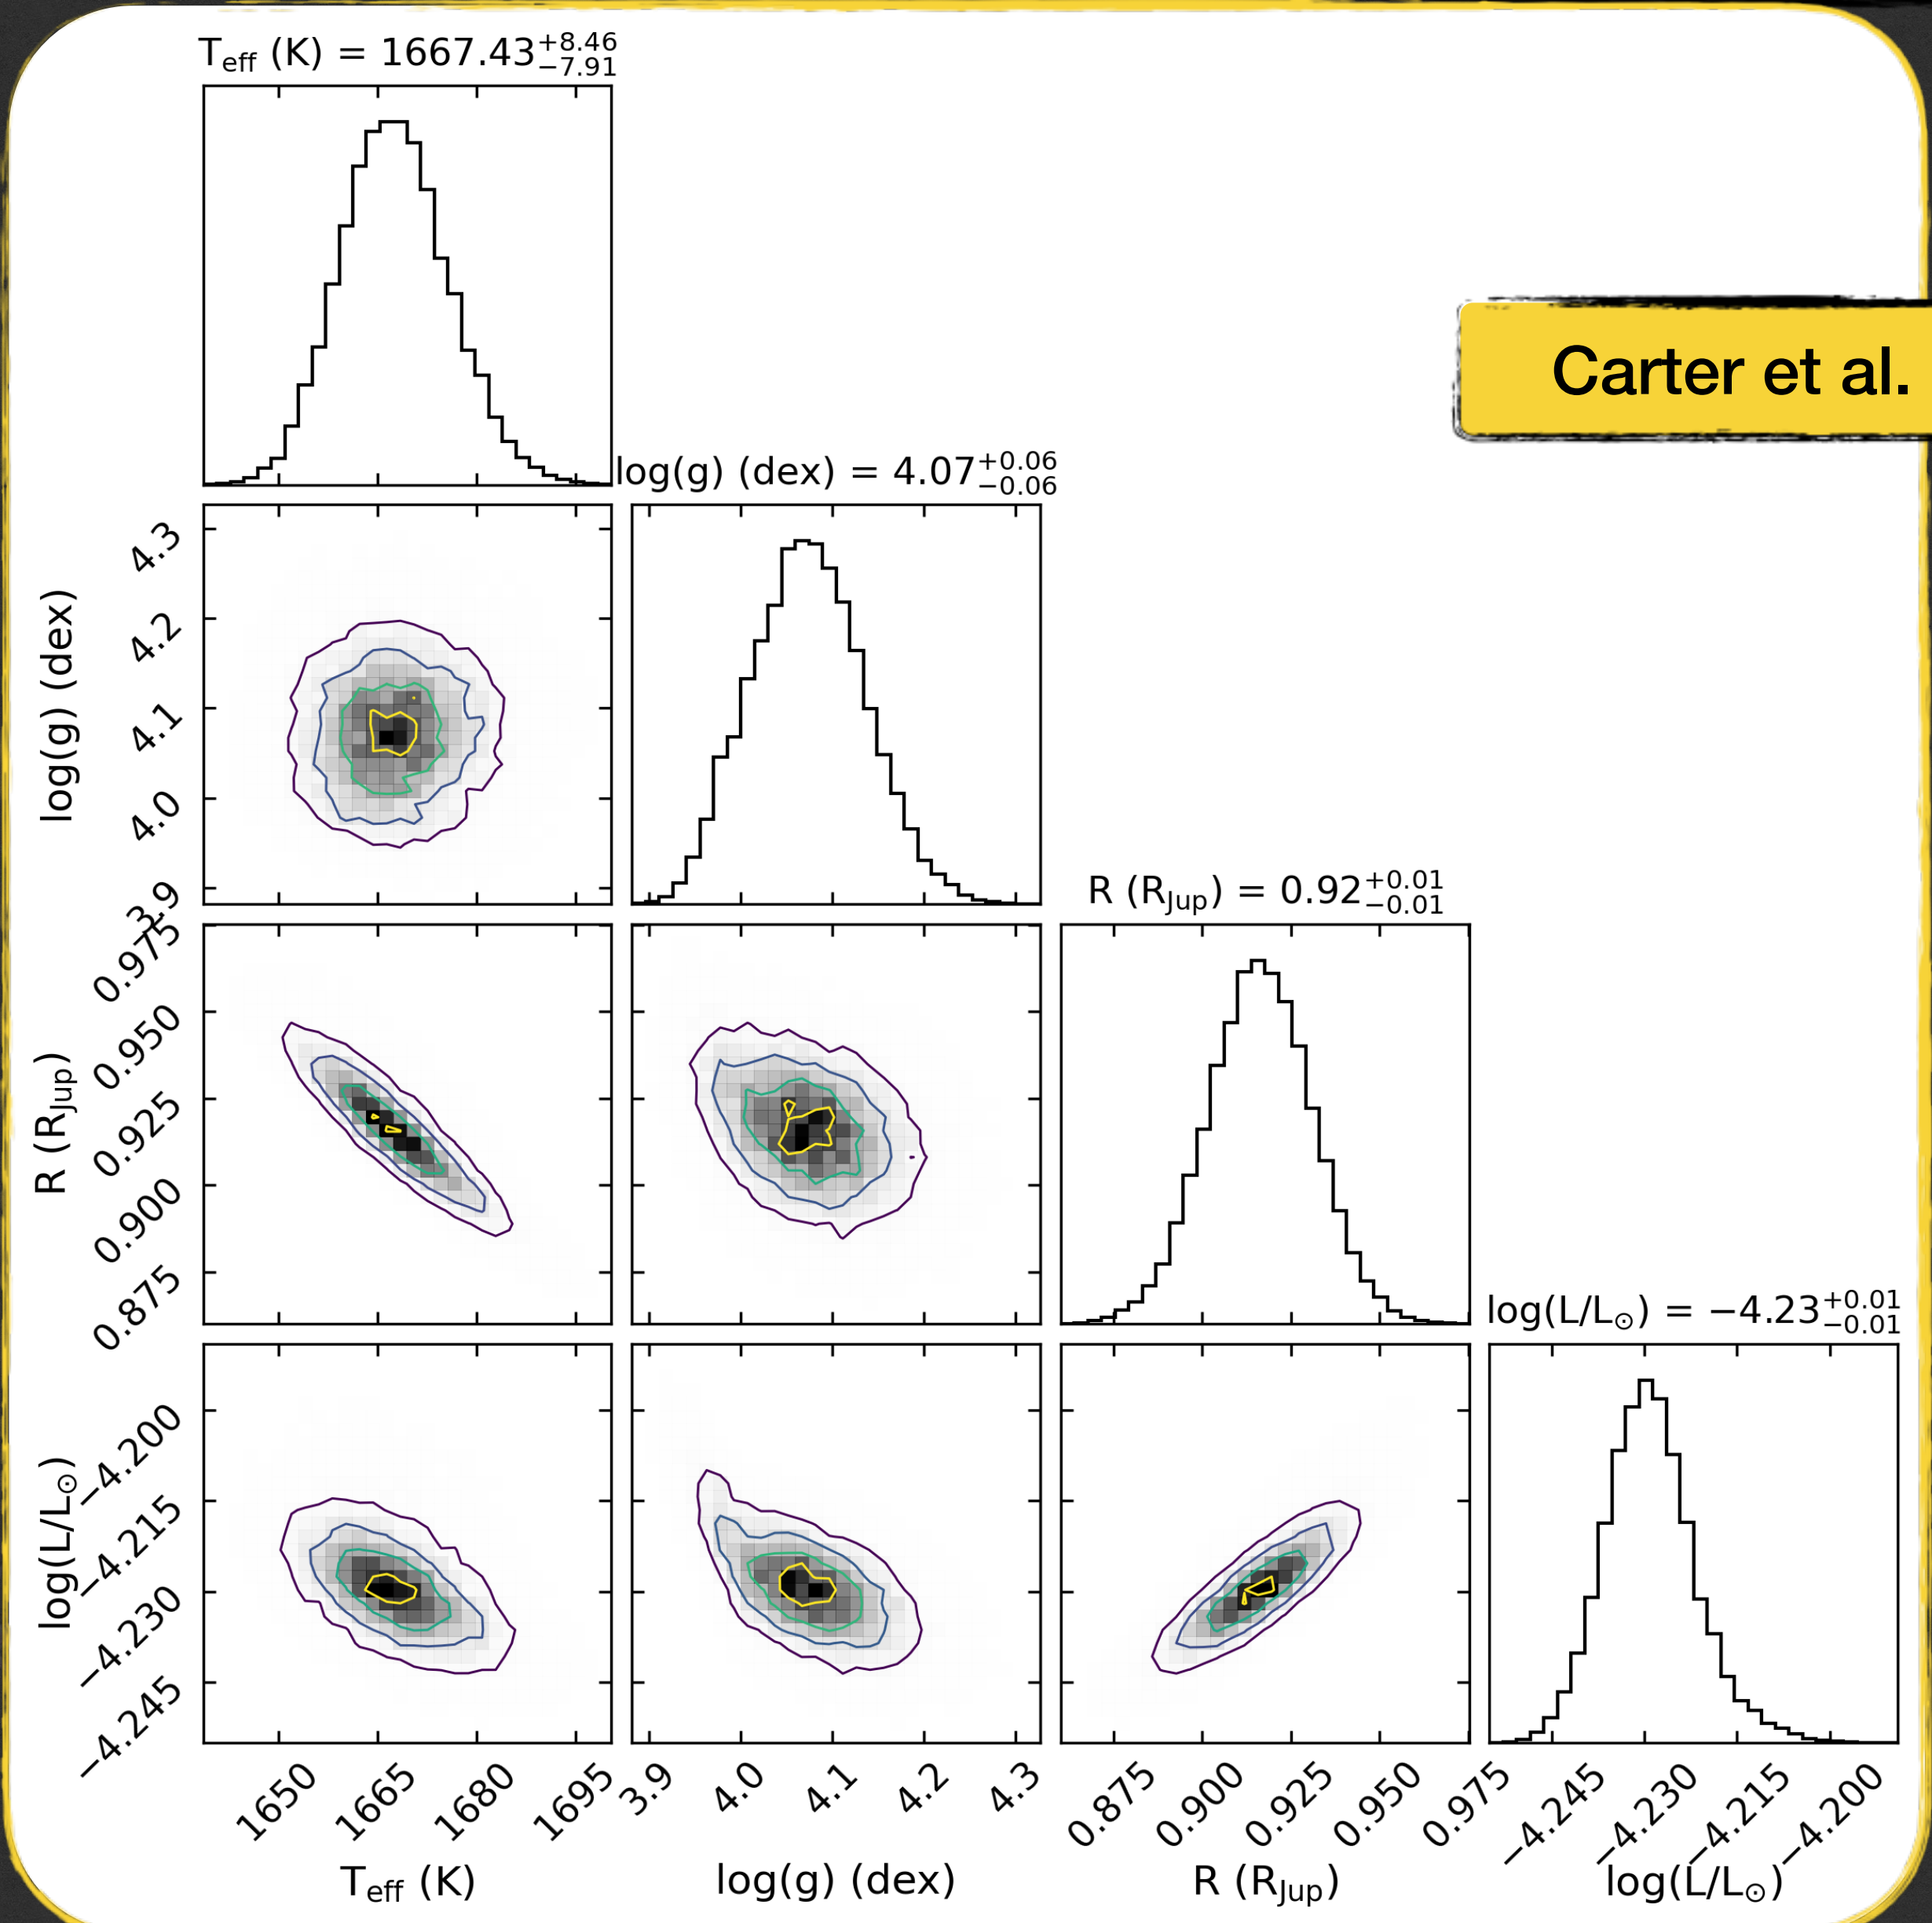 T_eff (K) = 1667.43 +8.46 −7.91
Carter et al.
log(g) (dex) = 4.07 +0.06 −0.06
log(g) (dex)
4.3
4.2
4.1
4.0
3.9
R (R_Jup) = 0.92 +0.01 −0.01
R (R_Jup)
0.975
0.950
0.925
0.900
0.875
log(L/L☉) = −4.23 +0.01 −0.01
log(L/L☉)
−4.200
−4.215
−4.230
−4.245
1650 1665 1680 1695
3.9 4.0 4.1 4.2 4.3
0.875 0.900 0.925 0.950 0.975
−4.245 −4.230 −4.215 −4.200
T_eff (K)
log(g) (dex)
R (R_Jup)
log(L/L☉)